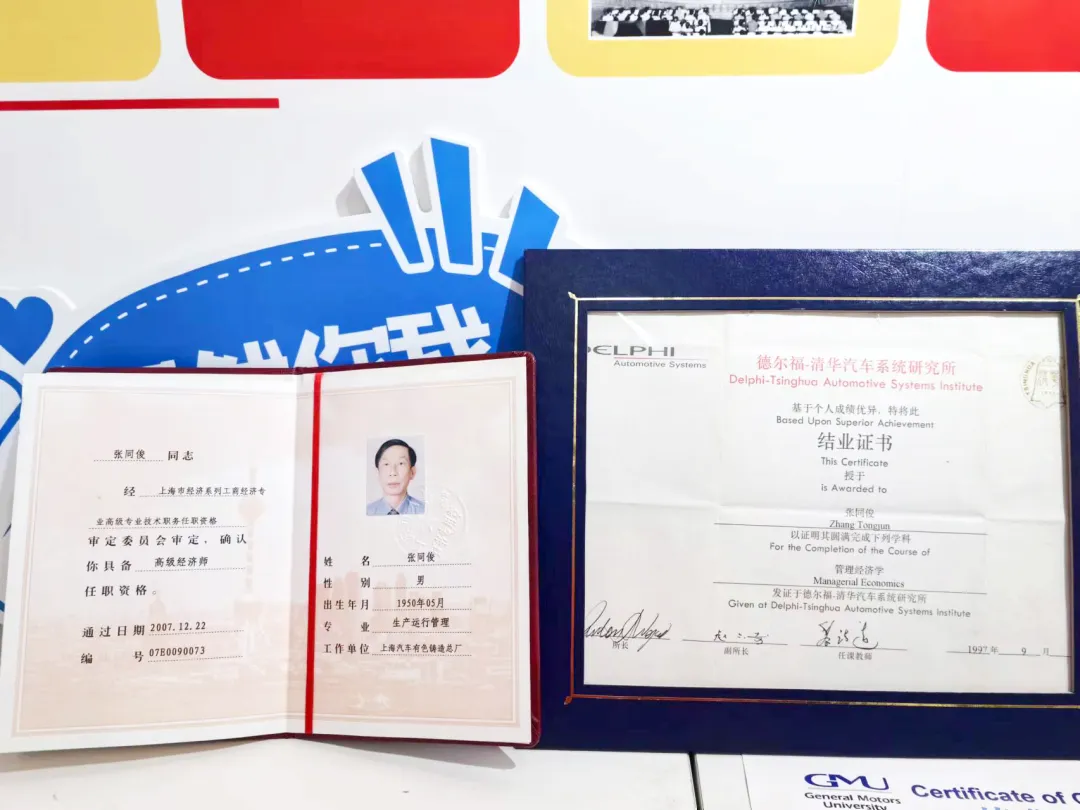 张同俊 同志
经 上海市经济系列工商经济专
业高级专业技术职务任职资格
审定委员会审定，确认
你具备 高级经济师
任职资格。
通过日期 2007.12.22
编 号 07B0090073
姓 名 张同俊
性 别 男
出生年月 1950年05月
专 业 生产运行管理
工作单位 上海汽车有色铸造总厂
DELPHI
Automotive Systems
德尔福-清华汽车系统研究所
Delphi-Tsinghua Automotive Systems Institute
基于个人成绩优异，特将此
Based Upon Superior Achievement
结业证书
This Certificate
授于
is Awarded to
张同俊
Zhang Tongjun
以证明其圆满完成下列学科
For the Completion of the Course of
管理经济学
Managerial Economics
发证于德尔福-清华汽车系统研究所
Given at Delphi-Tsinghua Automotive Systems Institute
所长
副所长
任课教师
1997年 9 月
GMU
General Motors
University
Certificate of